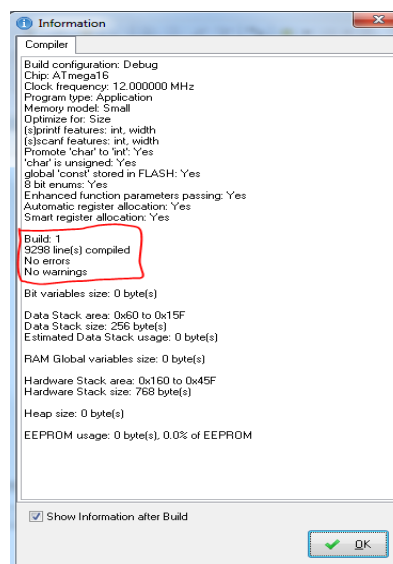 Information
Compiler
Build configuration: Debug
Chip: ATmega16
Clock frequency: 12.000000 MHz
Program type: Application
Memory model: Small
Optimize for: Size
(s)printf features: int, width
(s)scanf features: int, width
Promote 'char' to 'int': Yes
'char' is unsigned: Yes
global 'const' stored in FLASH: Yes
8 bit enums: Yes
Enhanced function parameters passing: Yes
Automatic register allocation: Yes
Smart register allocation: Yes
Build: 1
9298 line(s) compiled
No errors
No warnings
Bit variables size: 0 byte(s)
Data Stack area: 0x60 to 0x15F
Data Stack size: 256 byte(s)
Estimated Data Stack usage: 0 byte(s)
RAM Global variables size: 0 byte(s)
Hardware Stack area: 0x160 to 0x45F
Hardware Stack size: 768 byte(s)
Heap size: 0 byte(s)
EEPROM usage: 0 byte(s), 0.0% of EEPROM
Show Information after Build
OK